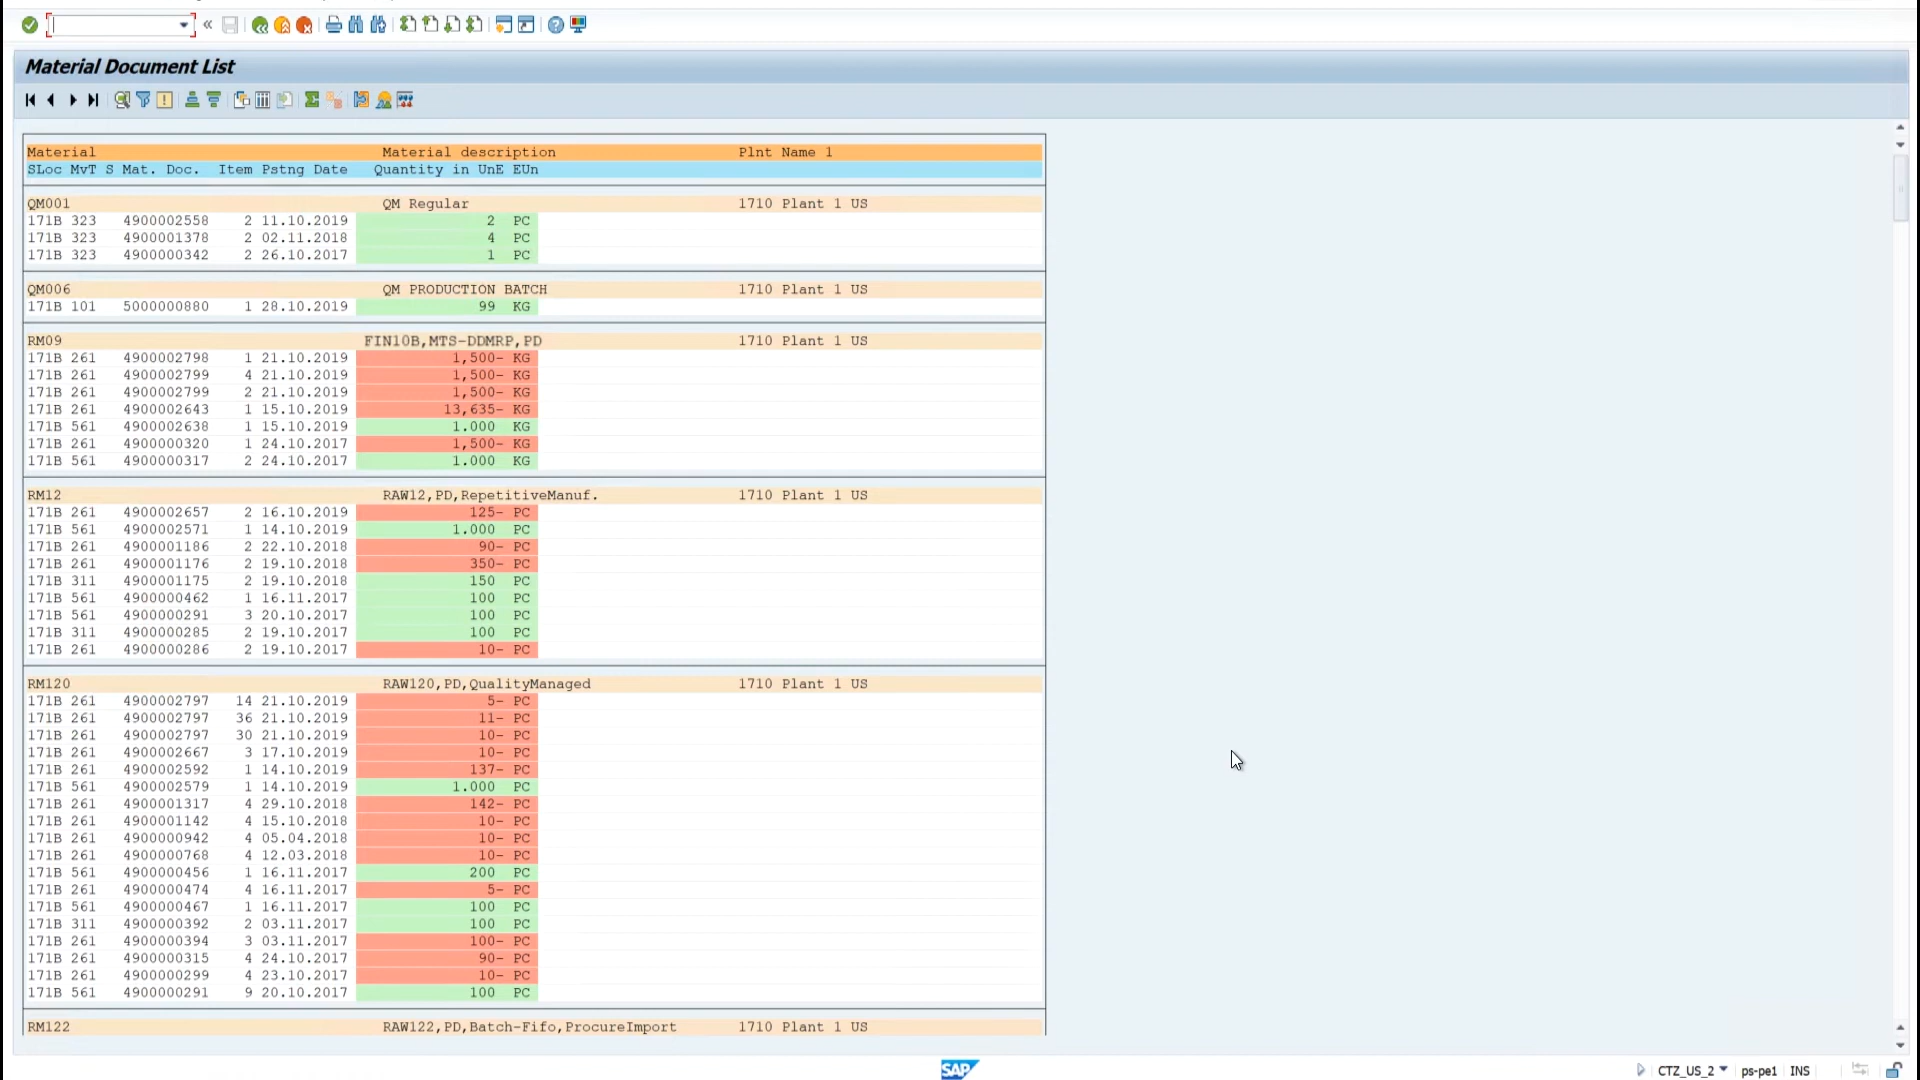 Material Document List
Material Material description Plnt Name 1
SLoc MvT S Mat. Doc. Item Pstng Date Quantity in UnE EUn
QM001 QM Regular 1710 Plant 1 US
171B 323 4900002558 2 11.10.2019 2 PC
171B 323 4900001378 2 02.11.2018 4 PC
171B 323 4900000342 2 26.10.2017 1 PC
QM006 QM PRODUCTION BATCH 1710 Plant 1 US
171B 101 5000000880 1 28.10.2019 99 KG
RM09 FIN10B,MTS-DDMRP,PD 1710 Plant 1 US
171B 261 4900002798 1 21.10.2019 1,500- KG
171B 261 4900002799 4 21.10.2019 1,500- KG
171B 261 4900002799 2 21.10.2019 1,500- KG
171B 261 4900002643 1 15.10.2019 13,635- KG
171B 561 4900002638 1 15.10.2019 1.000 KG
171B 261 4900000320 1 24.10.2017 1,500- KG
171B 561 4900000317 2 24.10.2017 1.000 KG
RM12 RAW12,PD,RepetitiveManuf. 1710 Plant 1 US
171B 261 4900002657 2 16.10.2019 125- PC
171B 561 4900002571 1 14.10.2019 1.000 PC
171B 261 4900001186 2 22.10.2018 90- PC
171B 261 4900001176 2 19.10.2018 350- PC
171B 311 4900001175 2 19.10.2018 150 PC
171B 561 4900000462 1 16.11.2017 100 PC
171B 561 4900000291 3 20.10.2017 100 PC
171B 311 4900000285 2 19.10.2017 100 PC
171B 261 4900000286 2 19.10.2017 10- PC
RM120 RAW120,PD,QualityManaged 1710 Plant 1 US
171B 261 4900002797 14 21.10.2019 5- PC
171B 261 4900002797 36 21.10.2019 11- PC
171B 261 4900002797 30 21.10.2019 10- PC
171B 261 4900002667 3 17.10.2019 10- PC
171B 261 4900002592 1 14.10.2019 137- PC
171B 561 4900002579 1 14.10.2019 1.000 PC
171B 261 4900001317 4 29.10.2018 142- PC
171B 261 4900001142 4 15.10.2018 10- PC
171B 261 4900000942 4 05.04.2018 10- PC
171B 261 4900000768 4 12.03.2018 10- PC
171B 561 4900000456 1 16.11.2017 200 PC
171B 261 4900000474 4 16.11.2017 5- PC
171B 561 4900000467 1 16.11.2017 100 PC
171B 311 4900000392 2 03.11.2017 100 PC
171B 261 4900000394 3 03.11.2017 100- PC
171B 261 4900000315 4 24.10.2017 90- PC
171B 261 4900000299 4 23.10.2017 10- PC
171B 561 4900000291 9 20.10.2017 100 PC
RM122 RAW122,PD,Batch-Fifo,ProcureImport 1710 Plant 1 US
SAP CTZ_US_2 ps-pe1 INS